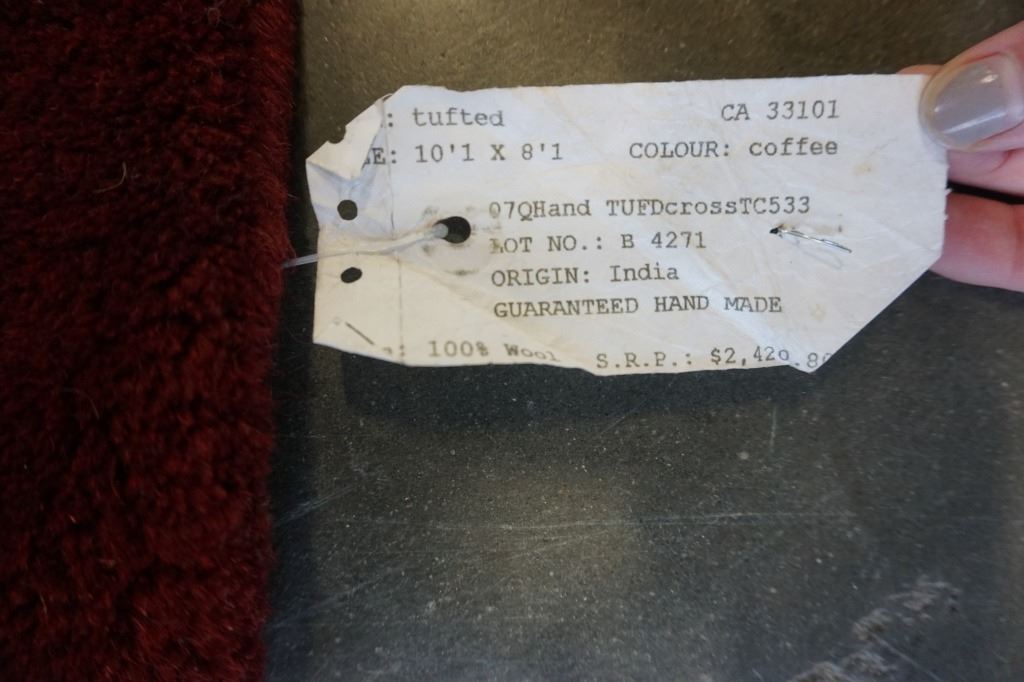 : tufted CA 33101
E: 10'1 X 8'1 COLOUR: coffee
07QHand TUFDcrossTC533
LOT NO.: B 4271
ORIGIN: India
GUARANTEED HAND MADE
: 100% Wool S.R.P.: $2,420.80